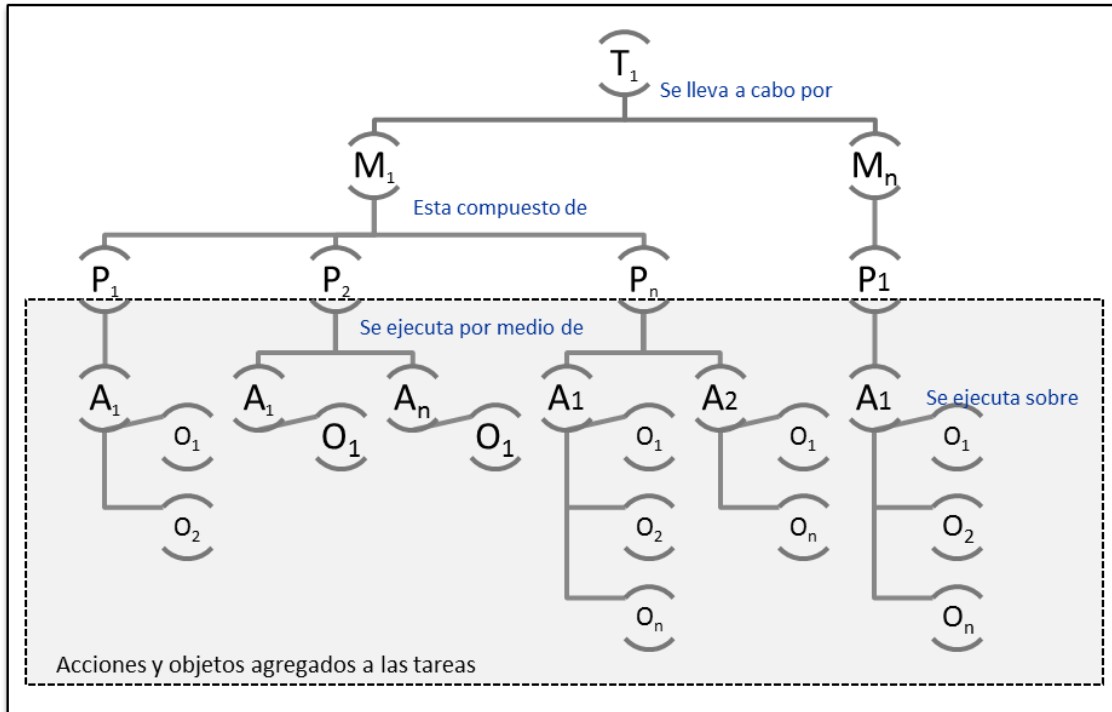 T1
Se lleva a cabo por
M1
Mn
Esta compuesto de
P1
P2
Pn
P1
Se ejecuta por medio de
A1
A1
An
A1
A2
A1
Se ejecuta sobre
O1
O1
O1
O1
O1
O1
O2
O2
On
O2
On
On
Acciones y objetos agregados a las tareas